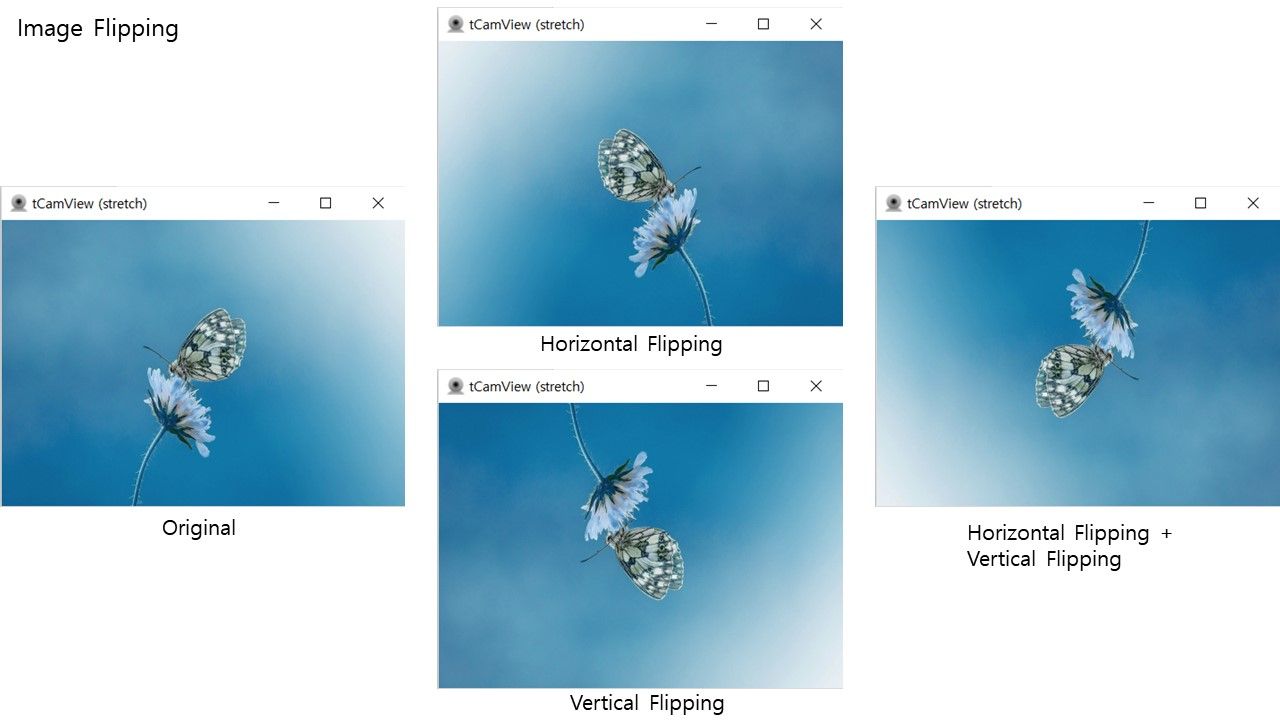 Image Flipping
tCamView (stretch)
Original
tCamView (stretch)
Horizontal Flipping
tCamView (stretch)
Vertical Flipping
tCamView (stretch)
Horizontal Flipping +
Vertical Flipping